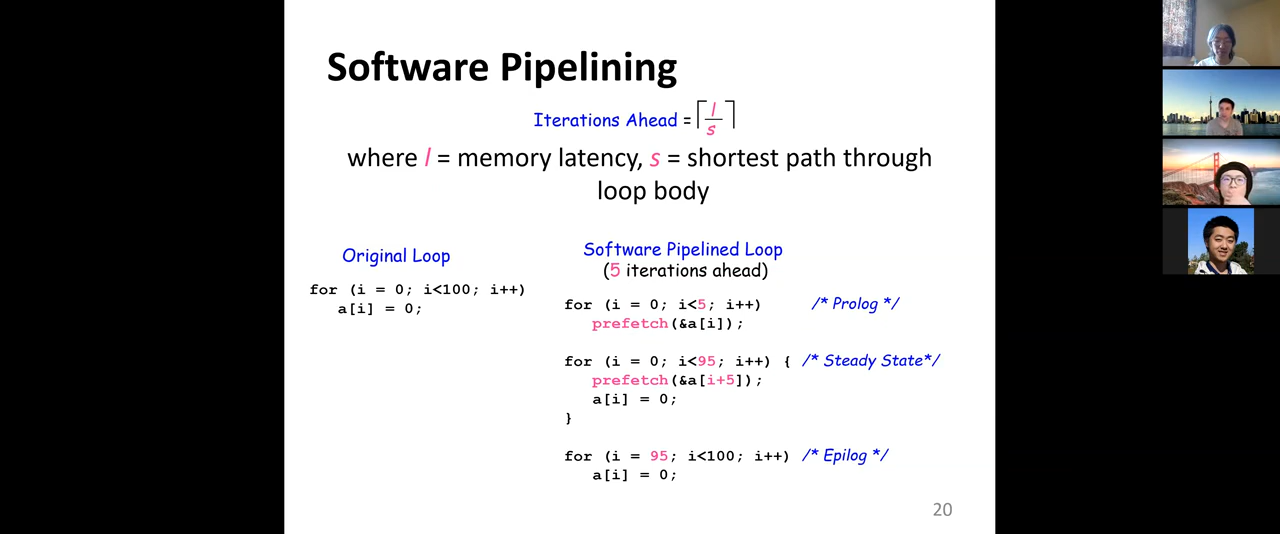 Software Pipelining
Iterations Ahead = ⌈l/s⌉
where l = memory latency, s = shortest path through
loop body
Original Loop
for (i = 0; i<100; i++)
a[i] = 0;
Software Pipelined Loop
(5 iterations ahead)
for (i = 0; i<5; i++) /* Prolog */
prefetch(&a[i]);
for (i = 0; i<95; i++) { /* Steady State*/
prefetch(&a[i+5]);
a[i] = 0;
}
for (i = 95; i<100; i++) /* Epilog */
a[i] = 0;
20